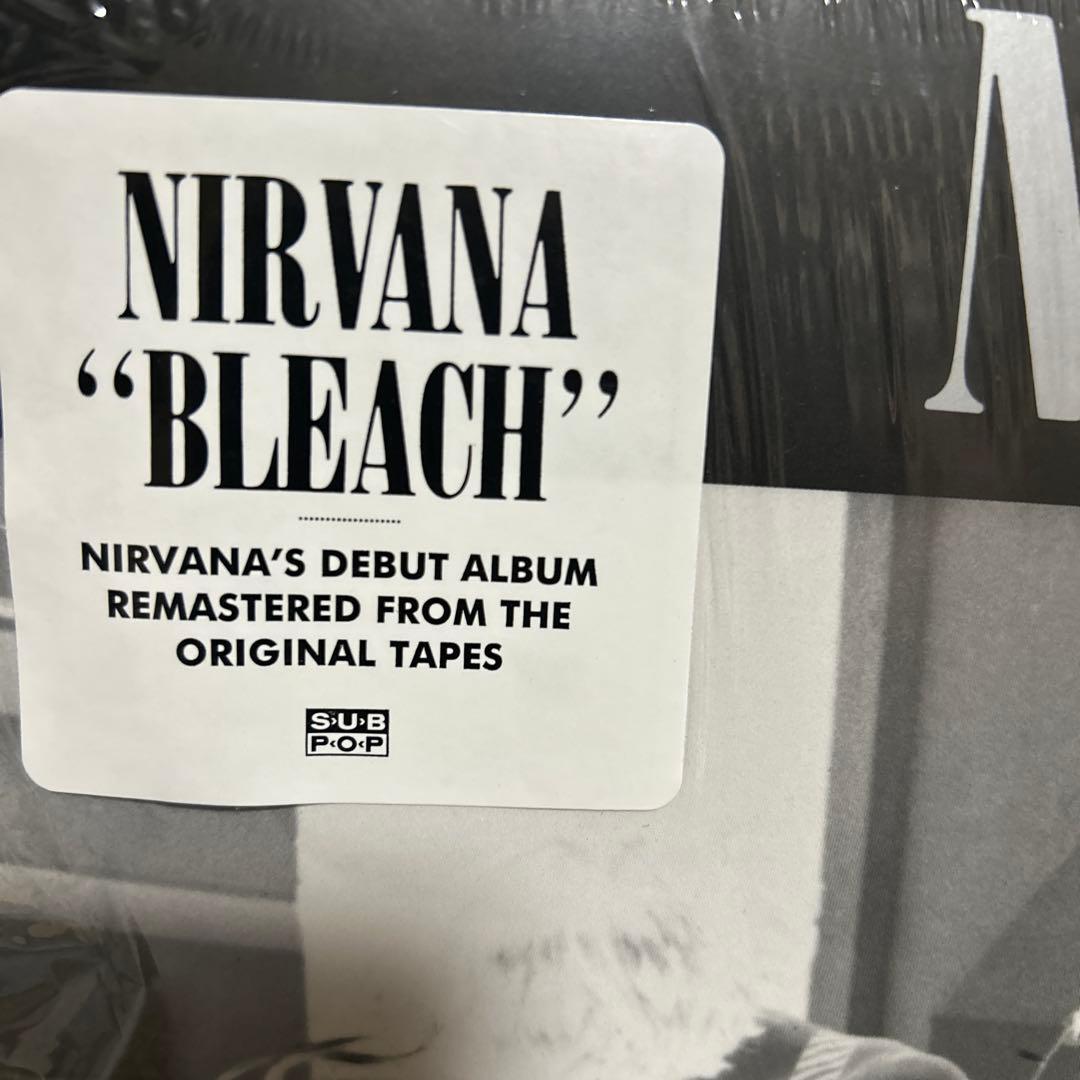 NIRVANA
“BLEACH”
NIRVANA'S DEBUT ALBUM
REMASTERED FROM THE
ORIGINAL TAPES
SUB
POP